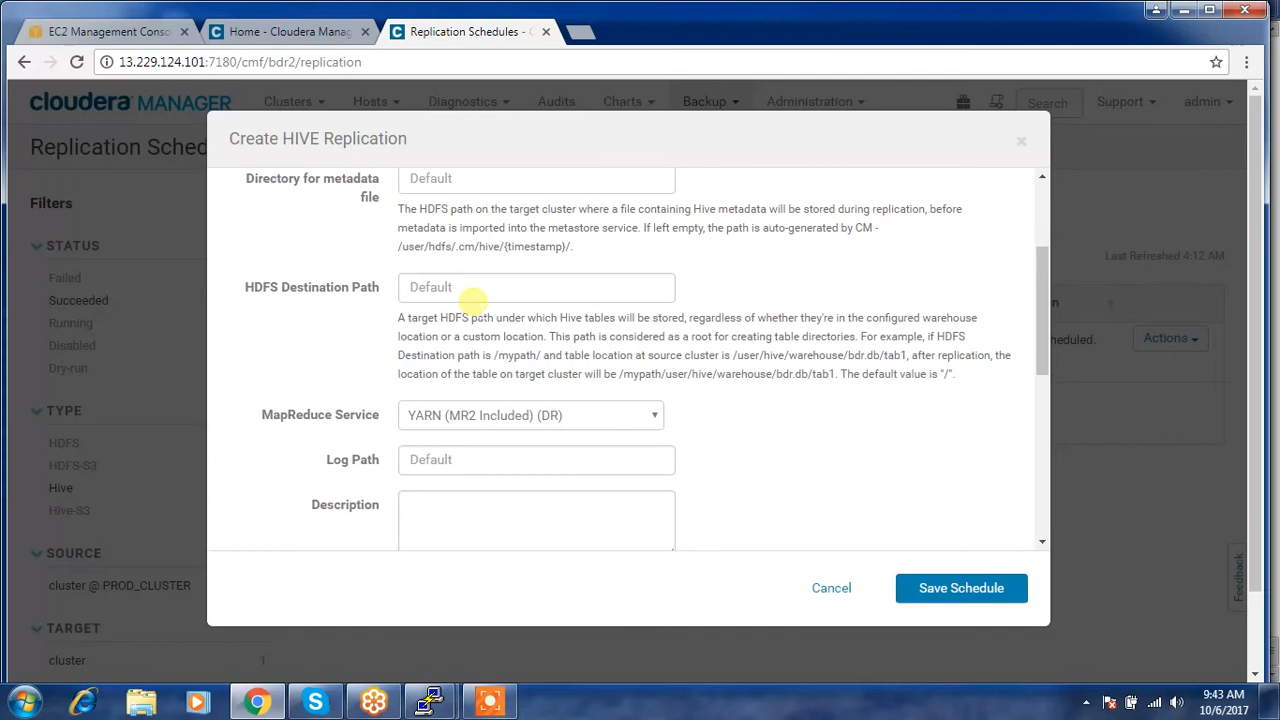 EC2 Management Conso
Home - Cloudera Manag
Replication Schedules - C
13.229.124.101:7180/cmf/bdr2/replication
cloudera MANAGER
Clusters
Hosts
Diagnostics
Audits
Charts
Backup
Administration
Search
Support
admin
Replication Sched
Create HIVE Replication
Filters
STATUS
Failed
Succeeded
Running
Disabled
Dry-run
TYPE
HDFS
HDFS-S3
Hive
Hive-S3
SOURCE
cluster @ PROD_CLUSTER
TARGET
cluster 1
Directory for metadata
file
Default
The HDFS path on the target cluster where a file containing Hive metadata will be stored during replication, before
metadata is imported into the metastore service. If left empty, the path is auto-generated by CM -
/user/hdfs/.cm/hive/{timestamp}/.
HDFS Destination Path
Default
A target HDFS path under which Hive tables will be stored, regardless of whether they're in the configured warehouse
location or a custom location. This path is considered as a root for creating table directories. For example, if HDFS
Destination path is /mypath/ and table location at source cluster is /user/hive/warehouse/bdr.db/tab1, after replication, the
location of the table on target cluster will be /mypath/user/hive/warehouse/bdr.db/tab1. The default value is "/".
MapReduce Service
YARN (MR2 Included) (DR)
Log Path
Default
Description
Cancel
Save Schedule
Last Refreshed 4:12 AM
n
heduled.
Actions
Feedback
9:43 AM
10/6/2017